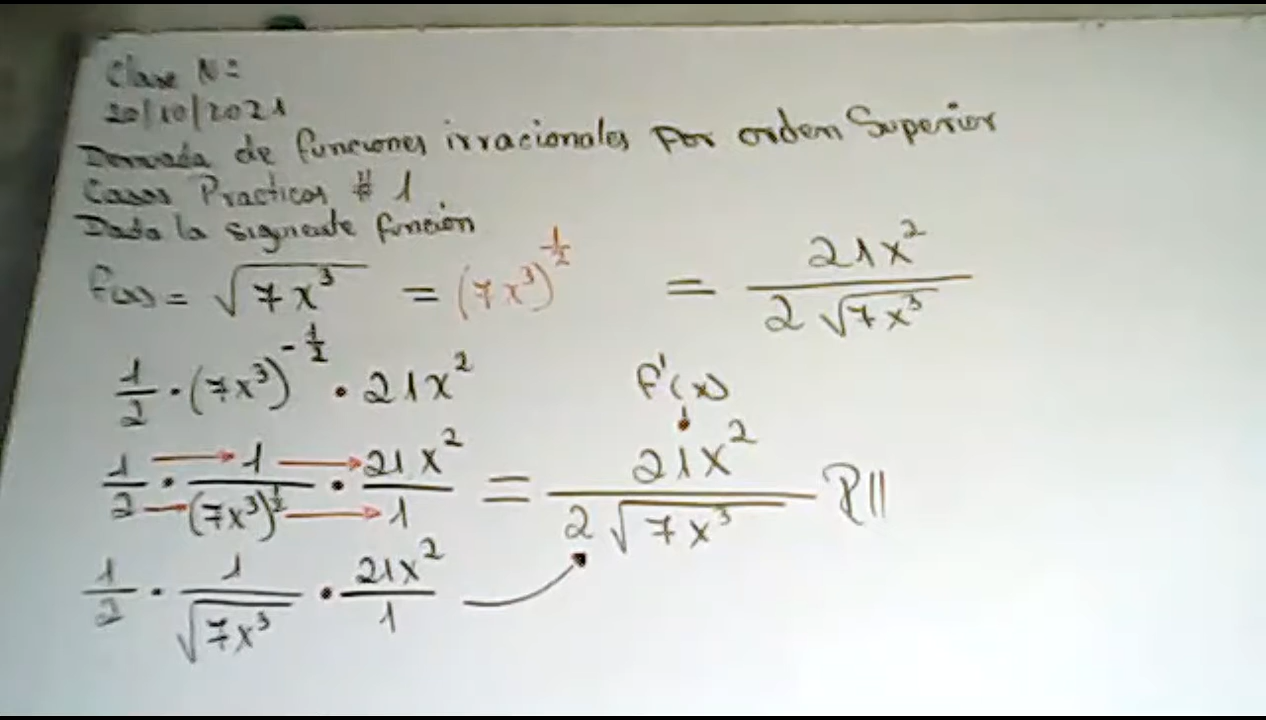 Clase N:
20/10/2021
Derivada de funciones irracionales por orden Superior
Casos Practicos # 1
Dada la siguiente función
f(x) = √7x³ = (7x³)^½ = 21x² / 2√7x³
1/2 · (7x³)^-½ · 21x² f'(x)
1/2 · 1/(7x³)^½ · 21x²/1 = 21x² / 2√7x³ R//
1/2 · 1/√7x³ · 21x²/1